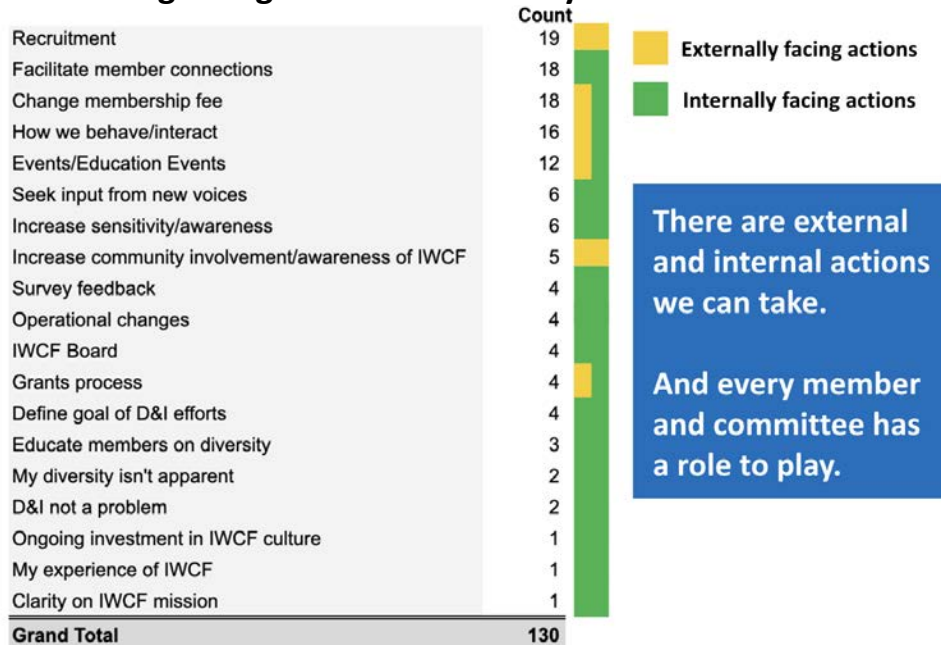 Count
Recruitment 19
Facilitate member connections 18
Change membership fee 18
How we behave/interact 16
Events/Education Events 12
Seek input from new voices 6
Increase sensitivity/awareness 6
Increase community involvement/awareness of IWCF 5
Survey feedback 4
Operational changes 4
IWCF Board 4
Grants process 4
Define goal of D&I efforts 4
Educate members on diversity 3
My diversity isn't apparent 2
D&I not a problem 2
Ongoing investment in IWCF culture 1
My experience of IWCF 1
Clarity on IWCF mission 1
Grand Total 130
Externally facing actions
Internally facing actions
There are external
and internal actions
we can take.
And every member
and committee has
a role to play.